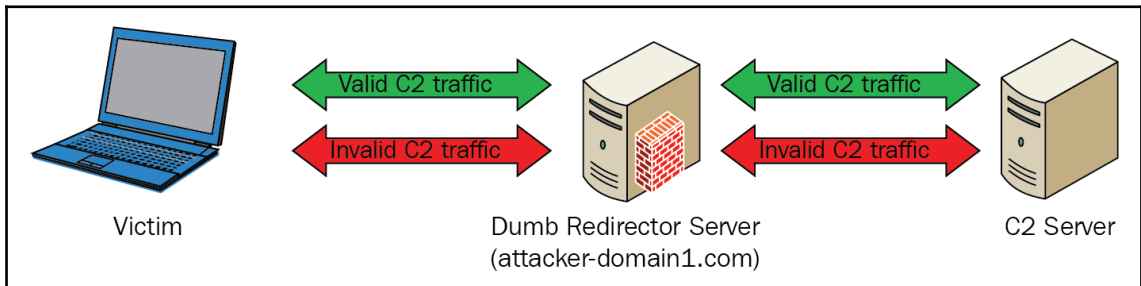 Valid C2 traffic
Valid C2 traffic
Invalid C2 traffic
Invalid C2 traffic
Victim
Dumb Redirector Server
(attacker-domain1.com)
C2 Server